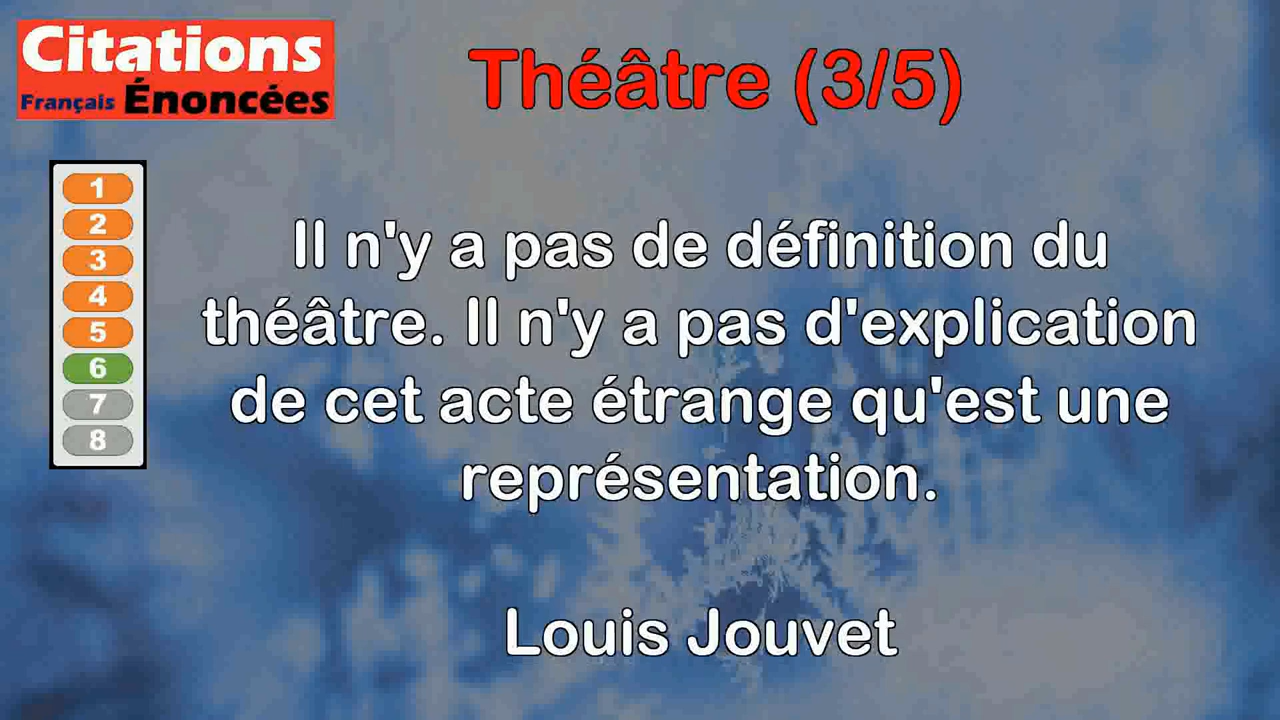 Citations
Français Énoncées
Théâtre (3/5)
1
2
3
4
5
6
7
8
Il n'y a pas de définition du
théâtre. Il n'y a pas d'explication
de cet acte étrange qu'est une
représentation.
Louis Jouvet